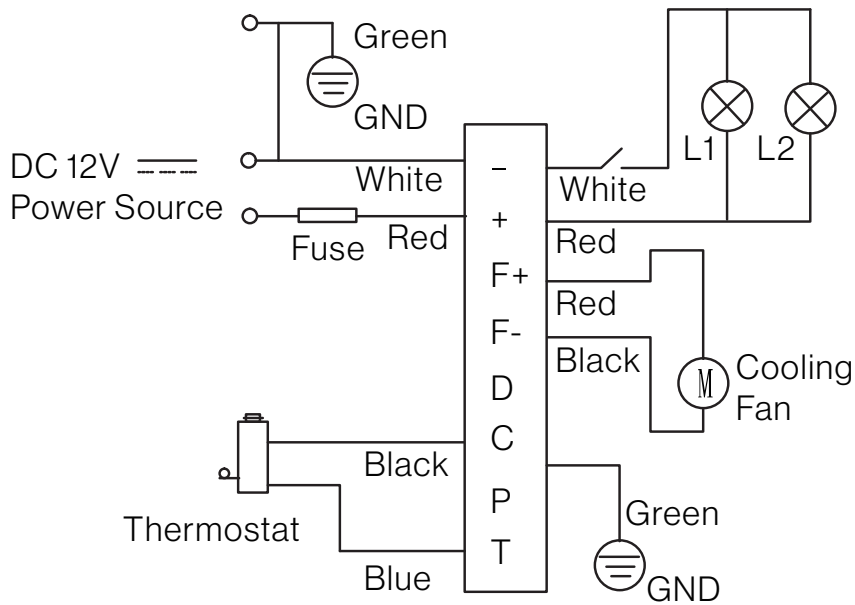 Green
GND
DC 12V
Power Source
White
Fuse
Red
–
+
F+
F-
D
C
P
T
L1
L2
White
Red
Red
Black
M
Cooling
Fan
Thermostat
Black
Blue
Green
GND